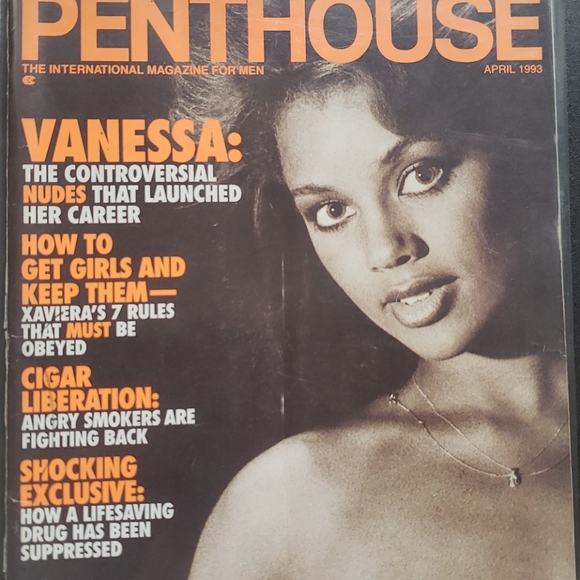 PENTHOUSE
THE INTERNATIONAL MAGAZINE FOR MEN
APRIL 1993
VANESSA:
THE CONTROVERSIAL
NUDES THAT LAUNCHED
HER CAREER
HOW TO
GET GIRLS AND
KEEP THEM—
XAVIERA'S 7 RULES
THAT MUST BE
OBEYED
CIGAR
LIBERATION:
ANGRY SMOKERS ARE
FIGHTING BACK
SHOCKING
EXCLUSIVE:
HOW A LIFESAVING
DRUG HAS BEEN
SUPPRESSED